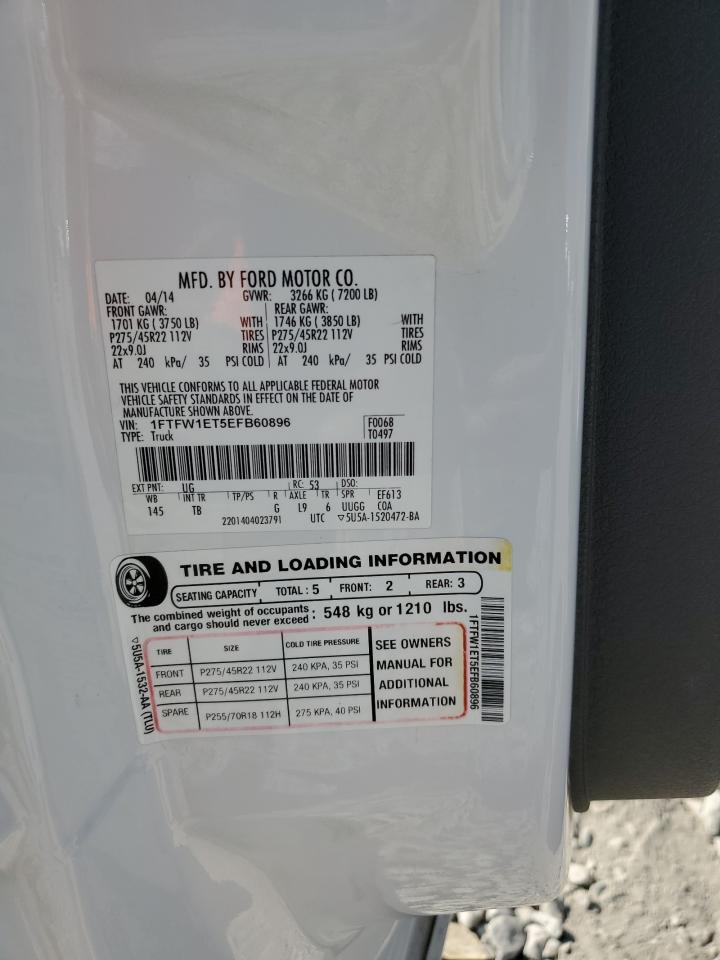 MFD. BY FORD MOTOR CO.
DATE: 04/14 GVWR: 3266 KG ( 7200 LB)
FRONT GAWR: REAR GAWR:
1701 KG ( 3750 LB) WITH 1746 KG ( 3850 LB) WITH
P275/45R22 112V TIRES P275/45R22 112V TIRES
22x9.0J RIMS 22x9.0J RIMS
AT 240 kPa/ 35 PSI COLD AT 240 kPa/ 35 PSI COLD
THIS VEHICLE CONFORMS TO ALL APPLICABLE FEDERAL MOTOR
VEHICLE SAFETY STANDARDS IN EFFECT ON THE DATE OF
MANUFACTURE SHOWN ABOVE.
VIN: 1FTFW1ET5EFB60896 F0068
TYPE: Truck T0497
EXT PNT: UG RC: 53 DSO:
WB INT TR TP/PS R AXLE TR SPR EF613
145 TB G L9 6 UUGG COA
2201404023791 UTC ▽5U5A-1520472-BA
TIRE AND LOADING INFORMATION
SEATING CAPACITY TOTAL : 5 FRONT: 2 REAR: 3
The combined weight of occupants and cargo should never exceed : 548 kg or 1210 lbs.
TIRE SIZE COLD TIRE PRESSURE
FRONT P275/45R22 112V 240 KPA, 35 PSI
REAR P275/45R22 112V 240 KPA, 35 PSI
SPARE P255/70R18 112H 275 KPA, 40 PSI
SEE OWNERS
MANUAL FOR
ADDITIONAL
INFORMATION
▽5U5A-1532-AA (TLU)
1FTFW1ET5EFB60896